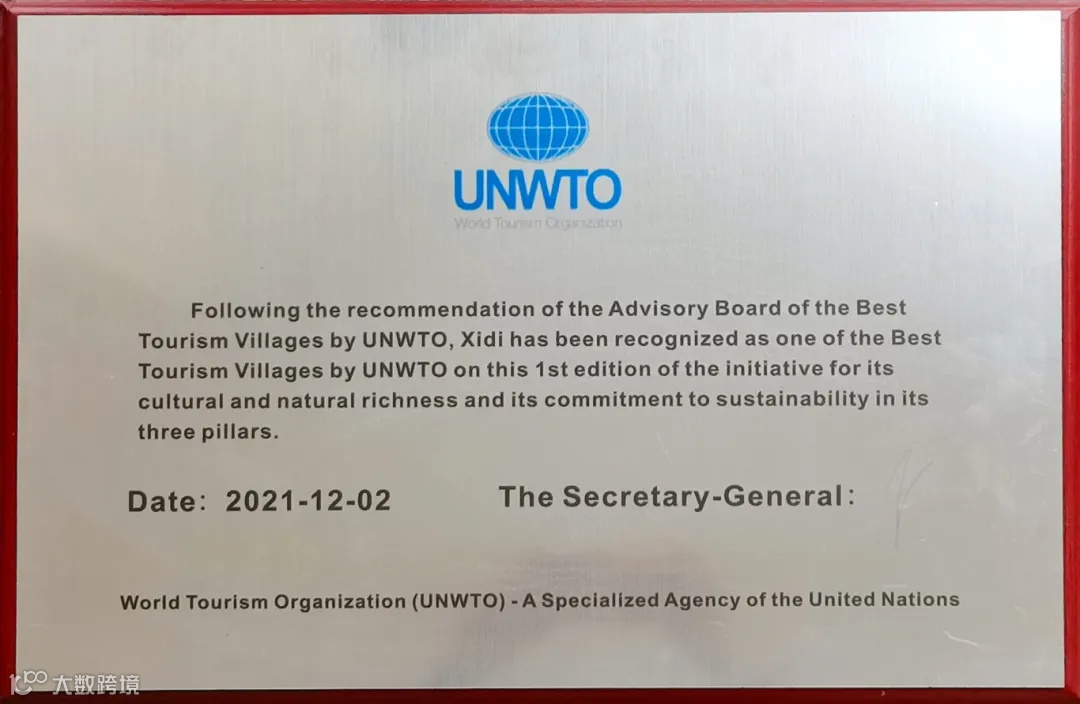 UNWTO
World Tourism Organization
Following the recommendation of the Advisory Board of the Best
Tourism Villages by UNWTO, Xidi has been recognized as one of the Best
Tourism Villages by UNWTO on this 1st edition of the initiative for its
cultural and natural richness and its commitment to sustainability in its
three pillars.
Date: 2021-12-02
The Secretary-General:
World Tourism Organization (UNWTO) - A Specialized Agency of the United Nations
大数跨境